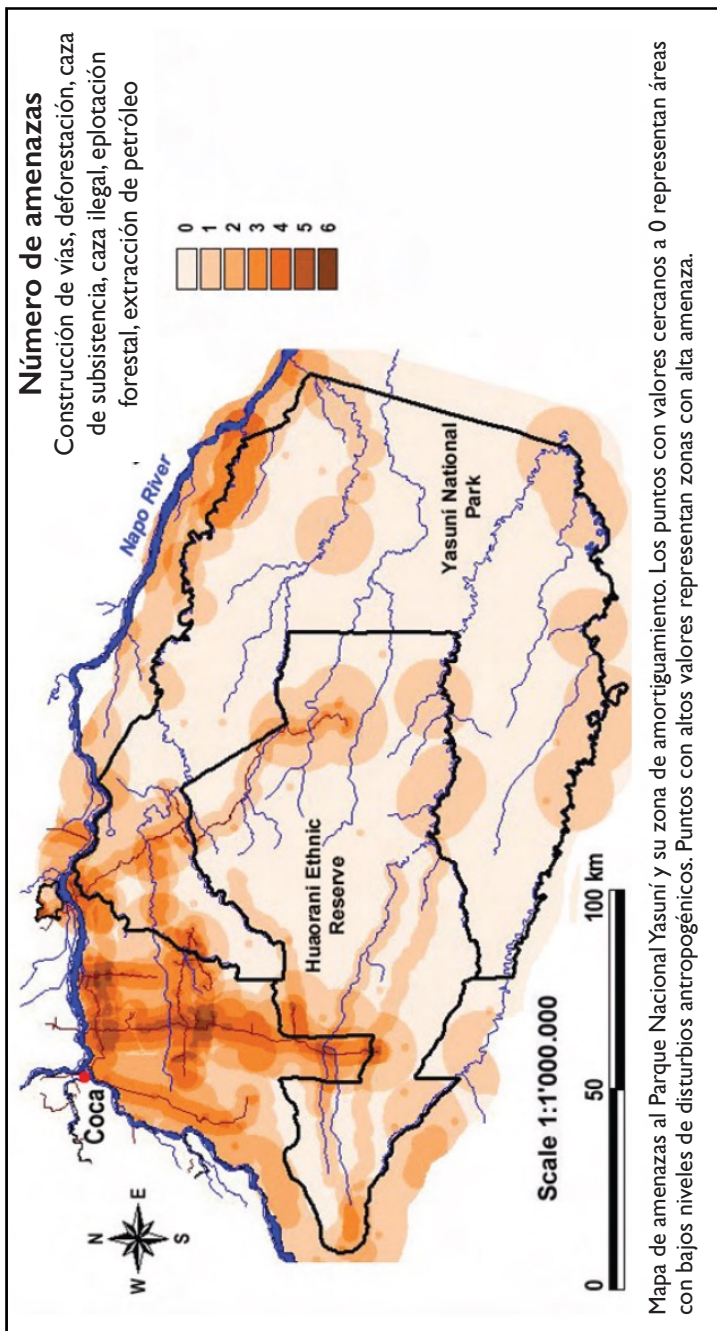 Número de amenazas
Construcción de vías, deforestación, caza
de subsistencia, caza ilegal, eplotación
forestal, extracción de petróleo
0
1
2
3
4
5
6
Napo River
Coca
N
W E
S
Huaorani Ethnic
Reserve
Yasuní National
Park
Scale 1:1'000.000
0 50 100 km
Mapa de amenazas al Parque Nacional Yasuní y su zona de amortiguamiento. Los puntos con valores cercanos a 0 representan áreas
con bajos niveles de disturbios antropogénicos. Puntos con altos valores representan zonas con alta amenaza.